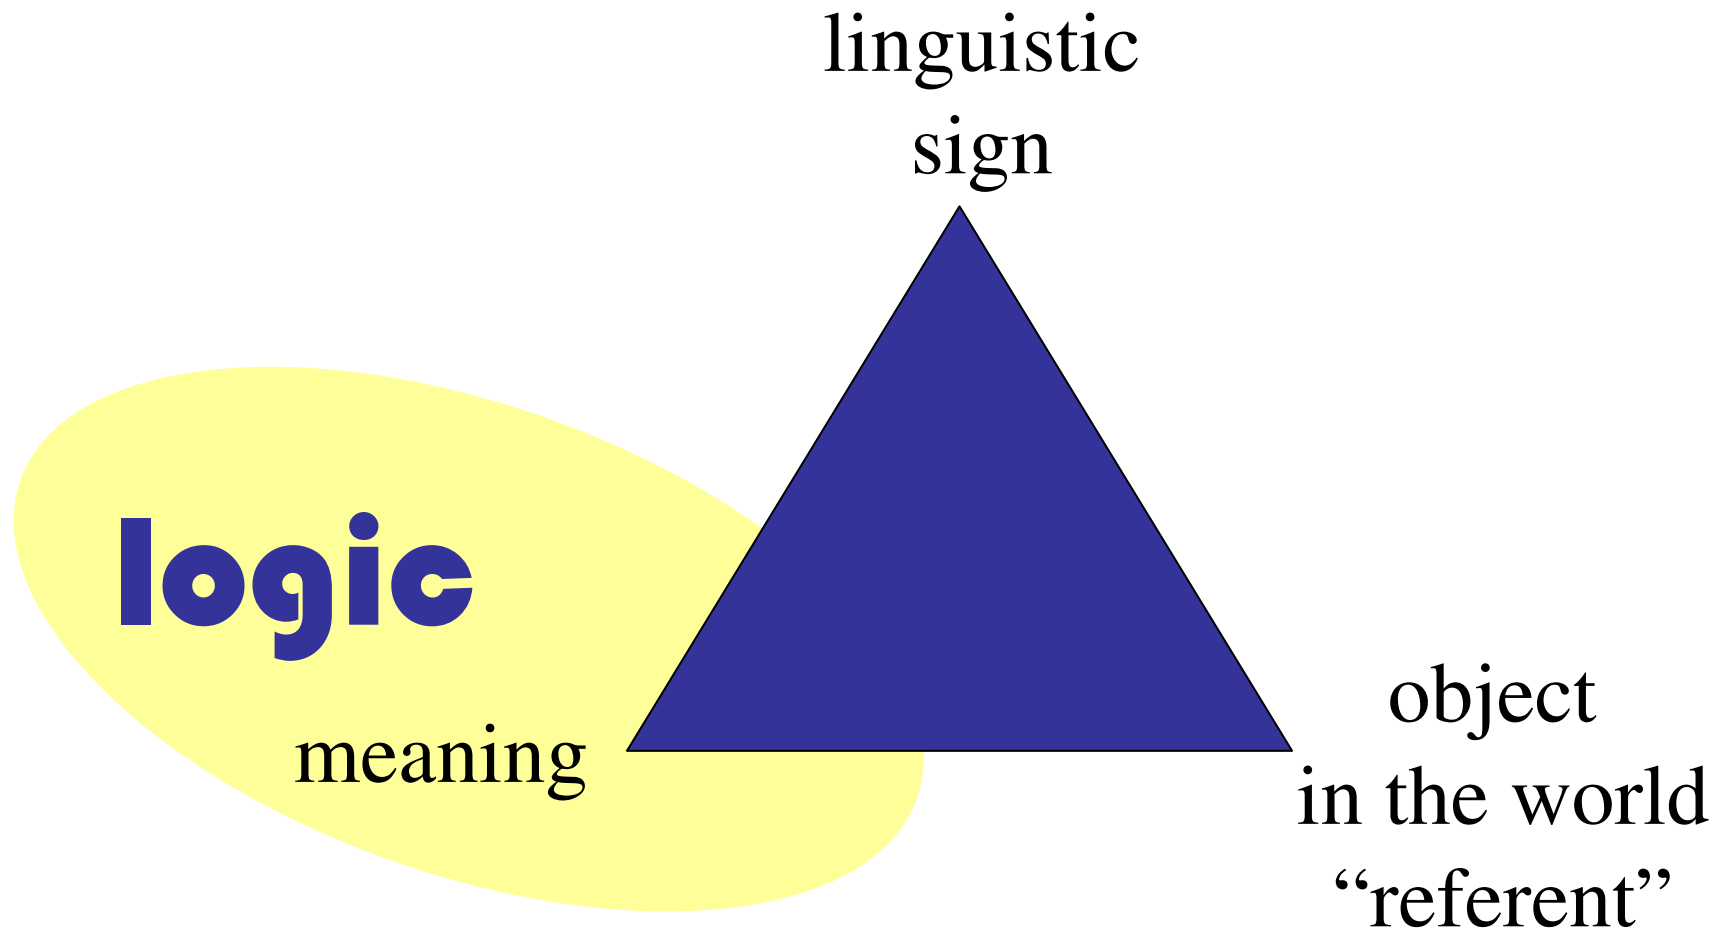 linguistic
sign
logic
meaning
object
in the world
“referent”